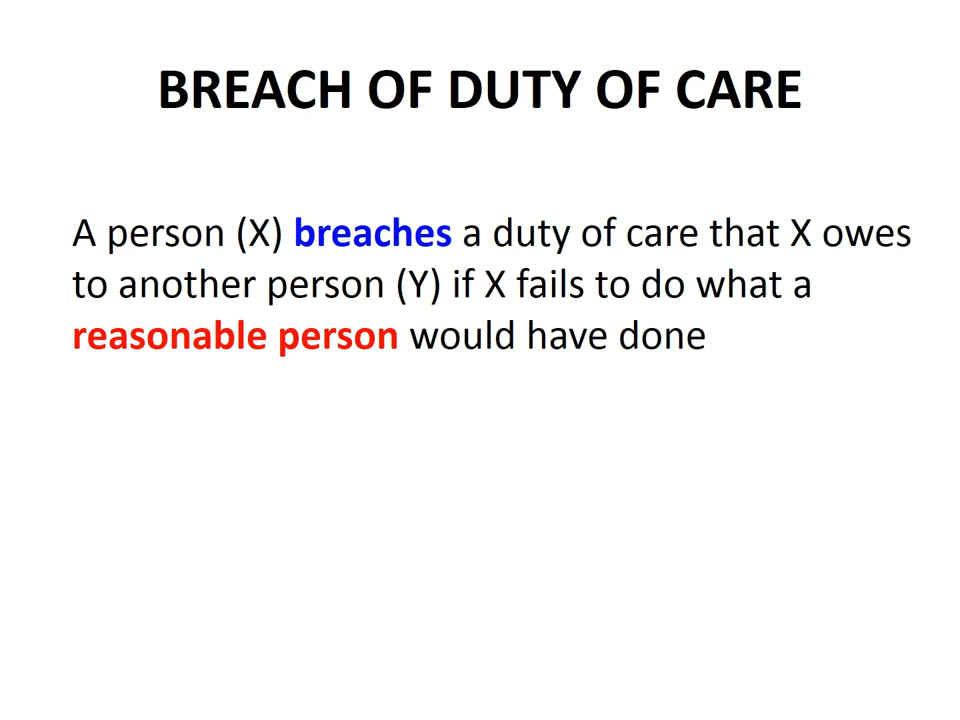 BREACH OF DUTY OF CARE
A person (X) breaches a duty of care that X owes
to another person (Y) if X fails to do what a
reasonable person would have done